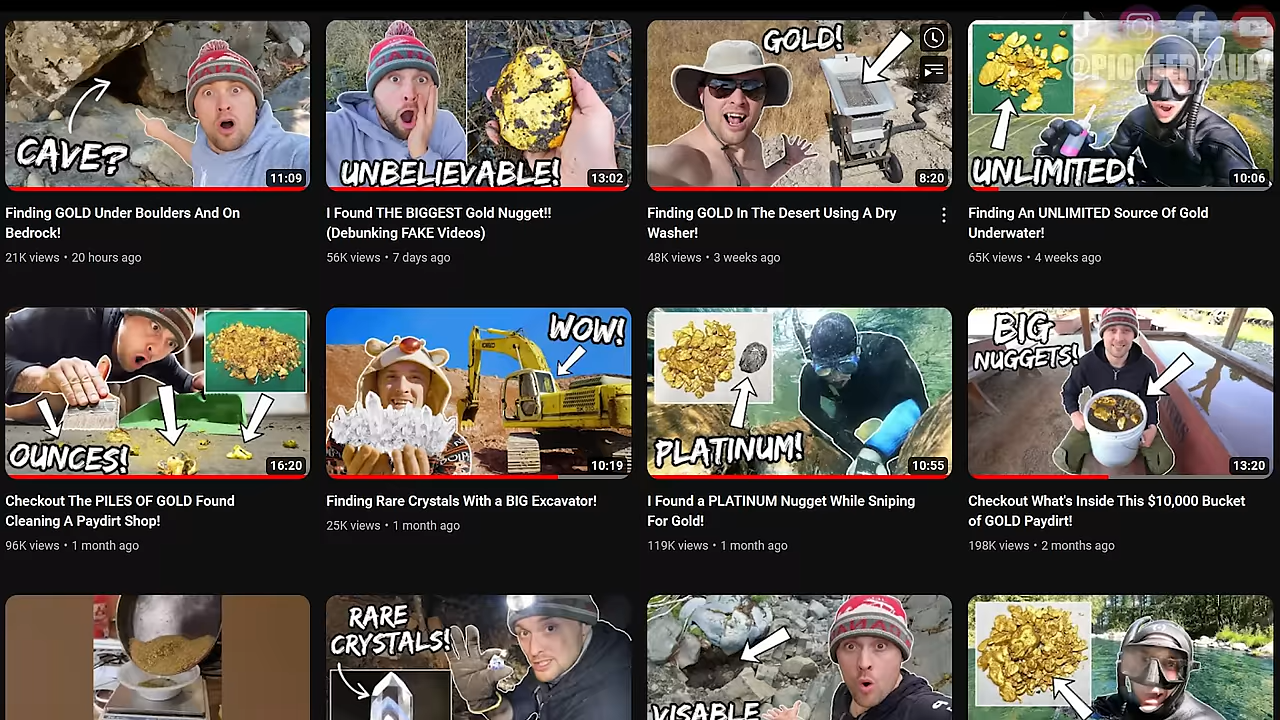 @PIONEERPAULY
CAVE?
11:09
UNBELIEVABLE!
13:02
GOLD!
8:20
UNLIMITED!
10:06
Finding GOLD Under Boulders And On
Bedrock!
21K views • 20 hours ago
I Found THE BIGGEST Gold Nugget!!
(Debunking FAKE Videos)
56K views • 7 days ago
Finding GOLD In The Desert Using A Dry
Washer!
48K views • 3 weeks ago
Finding An UNLIMITED Source Of Gold
Underwater!
65K views • 4 weeks ago
OUNCES!
16:20
WOW!
10:19
PLATINUM!
10:55
BIG
NUGGETS!
13:20
Checkout The PILES OF GOLD Found
Cleaning A Paydirt Shop!
96K views • 1 month ago
Finding Rare Crystals With a BIG Excavator!
25K views • 1 month ago
I Found a PLATINUM Nugget While Sniping
For Gold!
119K views • 1 month ago
Checkout What's Inside This $10,000 Bucket
of GOLD Paydirt!
198K views • 2 months ago
RARE
CRYSTALS!
VISABLE